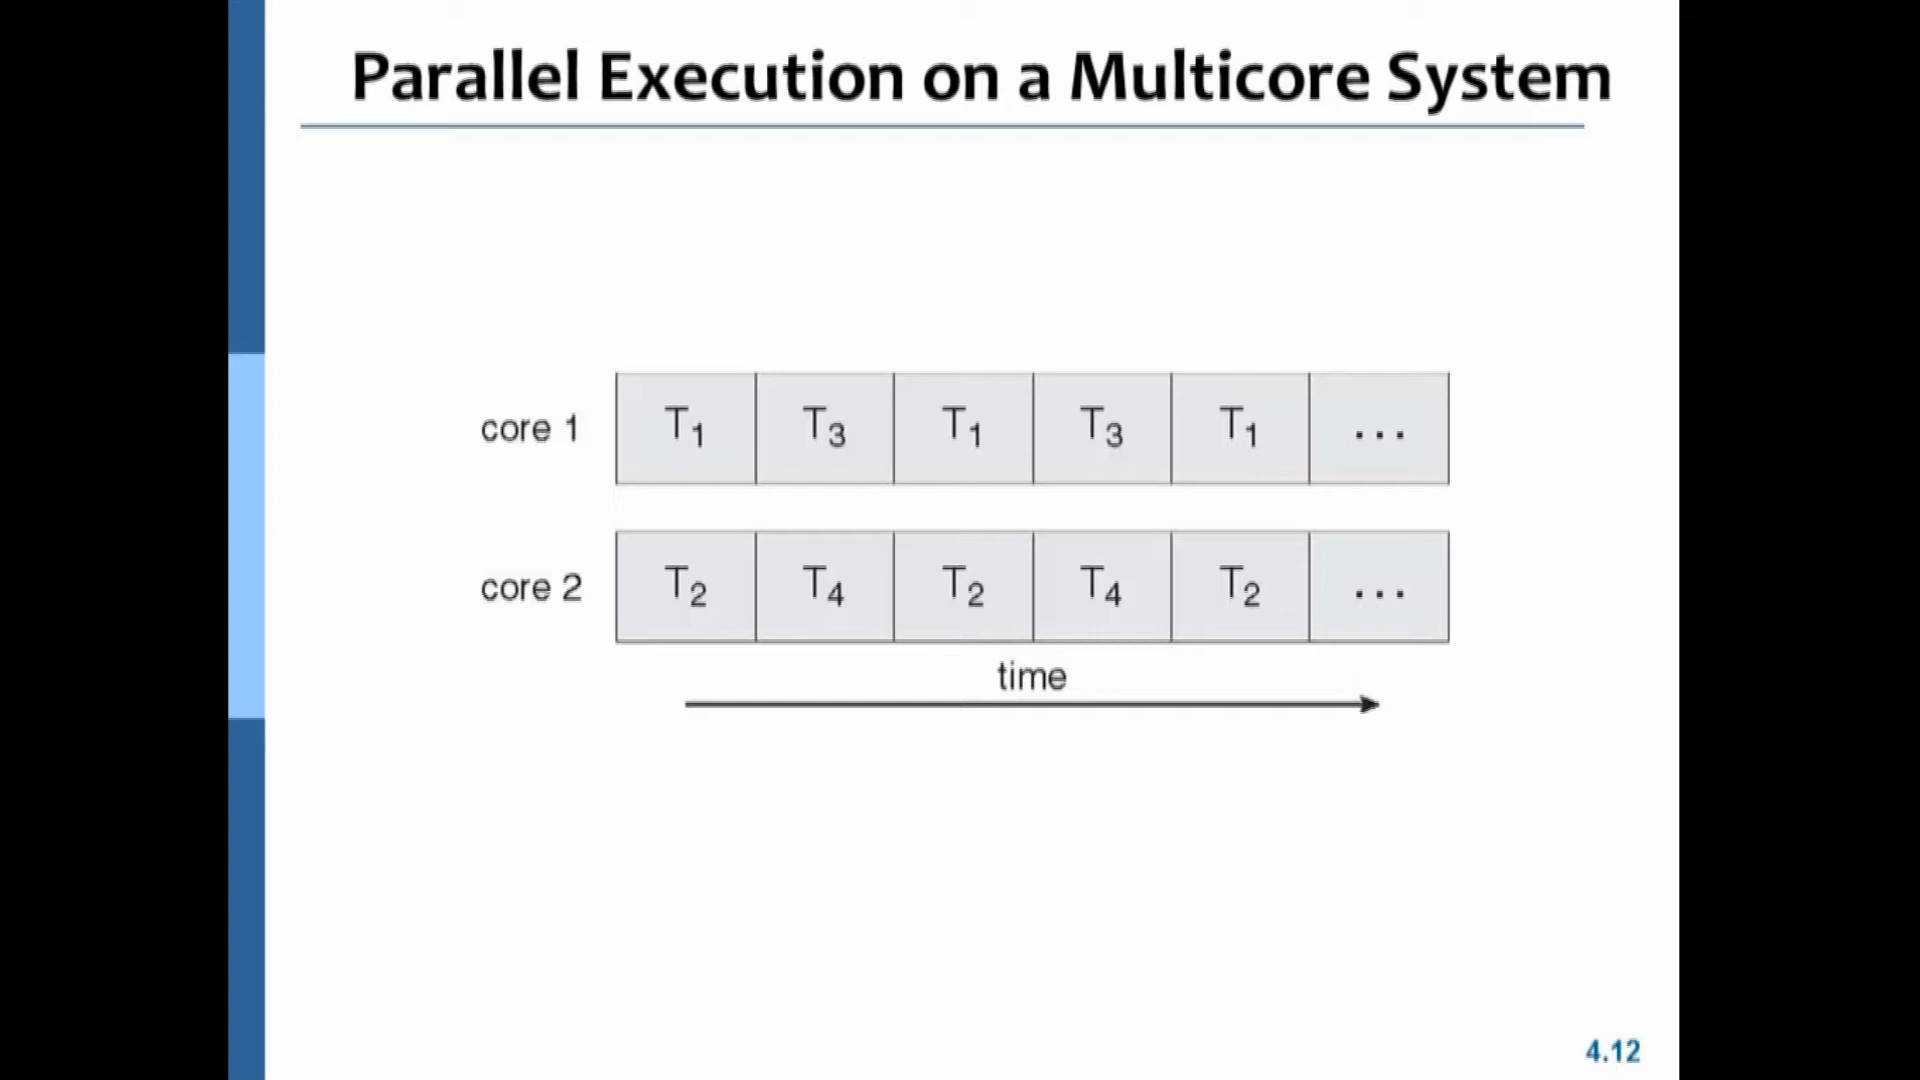 Parallel Execution on a Multicore System
core 1 T1 T3 T1 T3 T1 ...
core 2 T2 T4 T2 T4 T2 ...
time
4.12